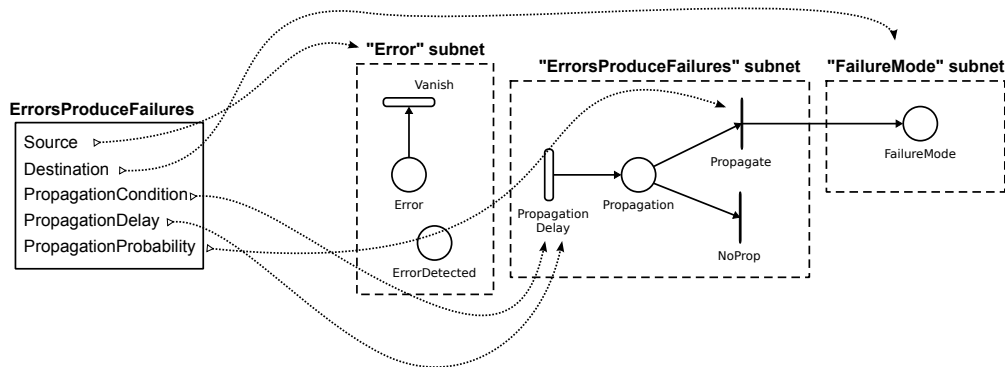 "Error" subnet
"ErrorsProduceFailures" subnet
"FailureMode" subnet
ErrorsProduceFailures
Source
Destination
PropagationCondition
PropagationDelay
PropagationProbability
Vanish
Error
ErrorDetected
Propagation
Delay
Propagation
Propagate
NoProp
FailureMode